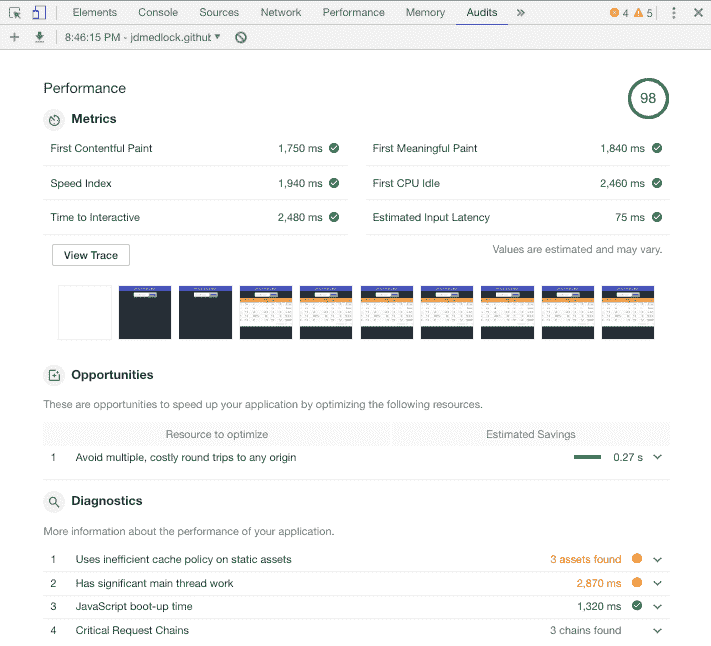 Elements Console Sources Network Performance Memory Audits » 4 5
8:46:15 PM - jdmedlock.github
Performance
98
Metrics
First Contentful Paint 1,750 ms First Meaningful Paint 1,840 ms
Speed Index 1,940 ms First CPU Idle 2,460 ms
Time to Interactive 2,480 ms Estimated Input Latency 75 ms
View Trace Values are estimated and may vary.
Opportunities
These are opportunities to speed up your application by optimizing the following resources.
Resource to optimize Estimated Savings
1 Avoid multiple, costly round trips to any origin 0.27 s
Diagnostics
More information about the performance of your application.
1 Uses inefficient cache policy on static assets 3 assets found
2 Has significant main thread work 2,870 ms
3 JavaScript boot-up time 1,320 ms
4 Critical Request Chains 3 chains found